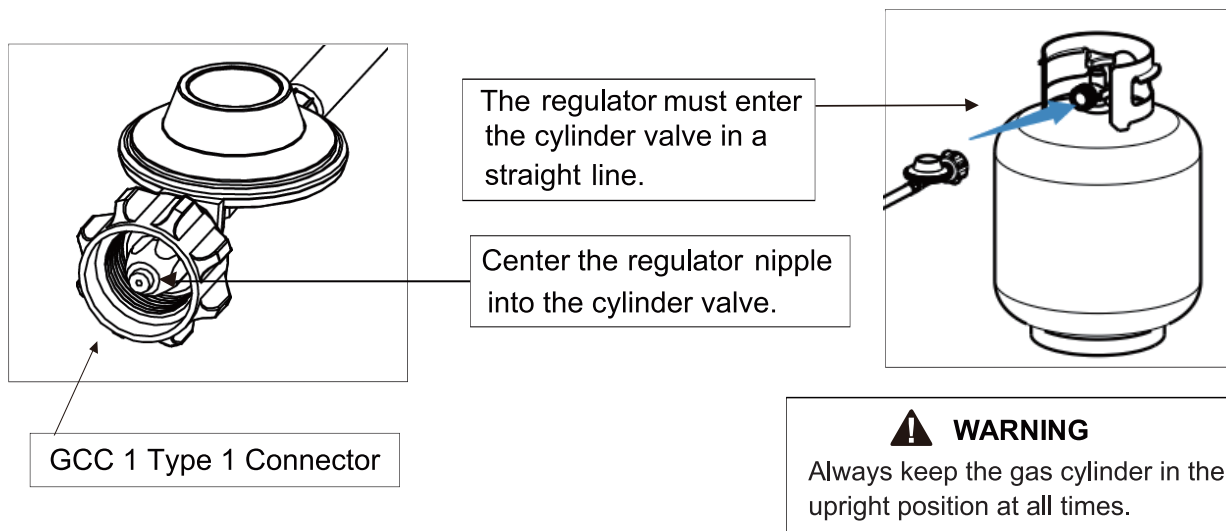 The regulator must enter
the cylinder valve in a
straight line.
Center the regulator nipple
into the cylinder valve.
GCC 1 Type 1 Connector
WARNING
Always keep the gas cylinder in the
upright position at all times.